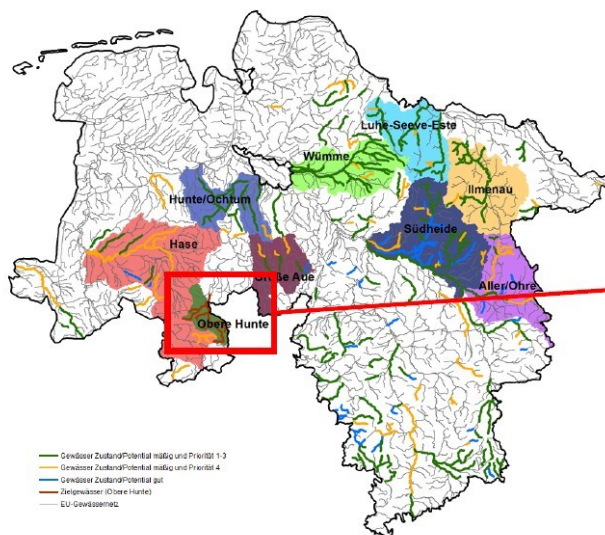 Luhe-Seeve-Este
Wümme
Ilmenau
Hunte/Ochtum
Südheide
Hase
Große Aue
Aller/Ohre
Obere Hunte
Gewässer Zustand/Potential mäßig und Priorität 1-3
Gewässer Zustand/Potential mäßig und Priorität 4
Gewässer Zustand/Potential gut
Zielgewässer (Obere Hunte)
EU-Gewässernetz